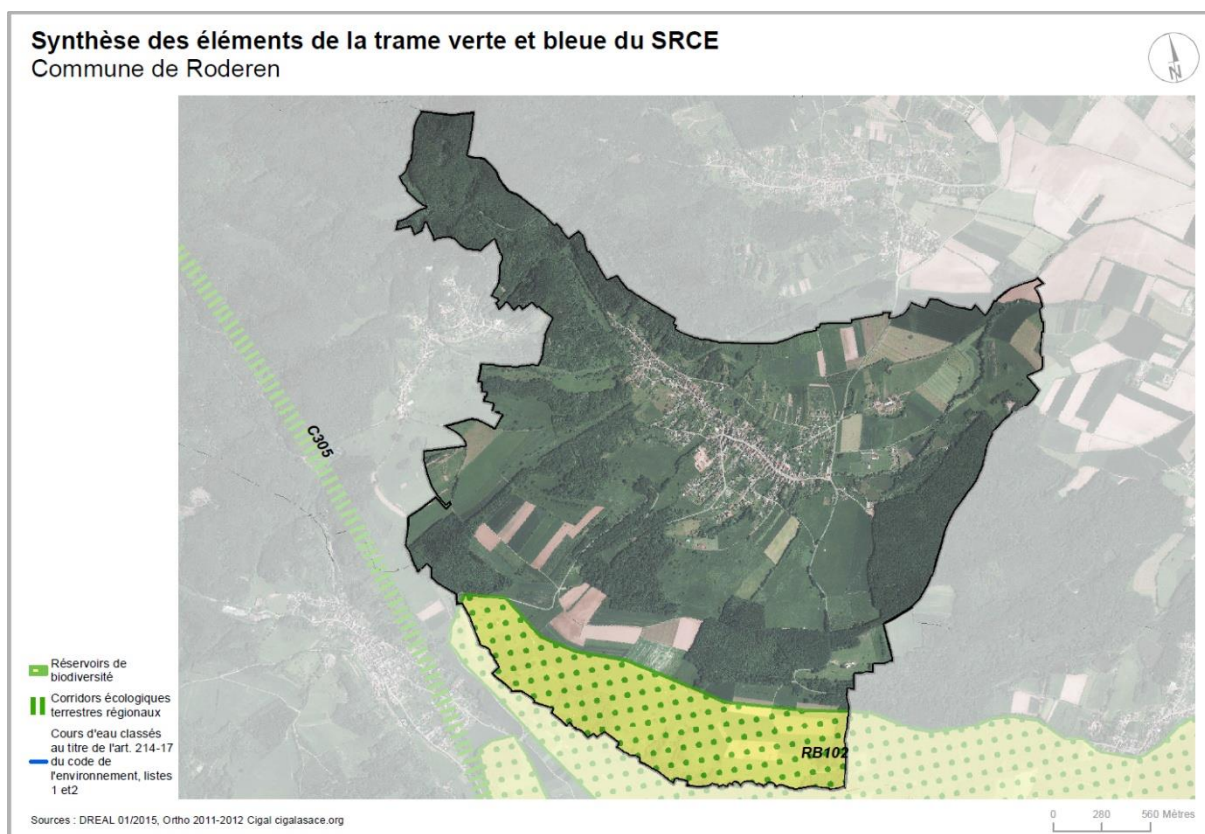 Synthèse des éléments de la trame verte et bleue du SRCE
Commune de Roderen
N
C305
RB102
Réservoirs de
biodiversité
Corridors écologiques
terrestres régionaux
Cours d'eau classés
au titre de l'art. 214-17
du code de
l'environnement, listes
1 et2
Sources : DREAL 01/2015, Ortho 2011-2012 Cigal cigalasace.org
0 280 560 Mètres